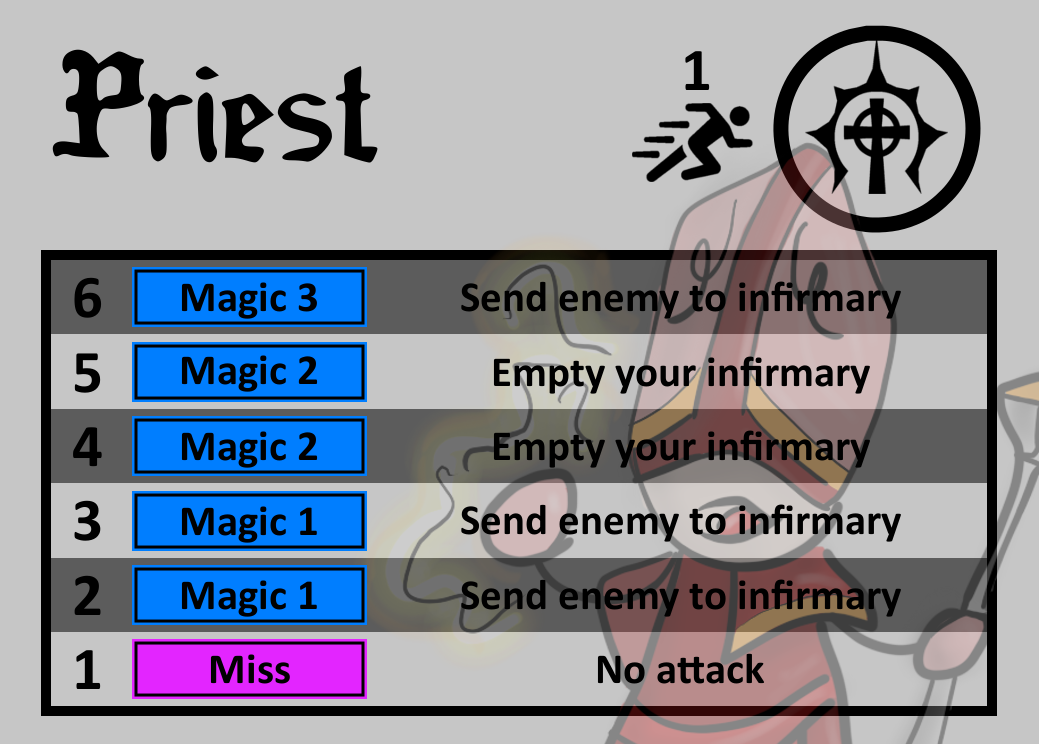 Priest
1
6 Magic 3 Send enemy to infirmary
5 Magic 2 Empty your infirmary
4 Magic 2 Empty your infirmary
3 Magic 1 Send enemy to infirmary
2 Magic 1 Send enemy to infirmary
1 Miss No attack